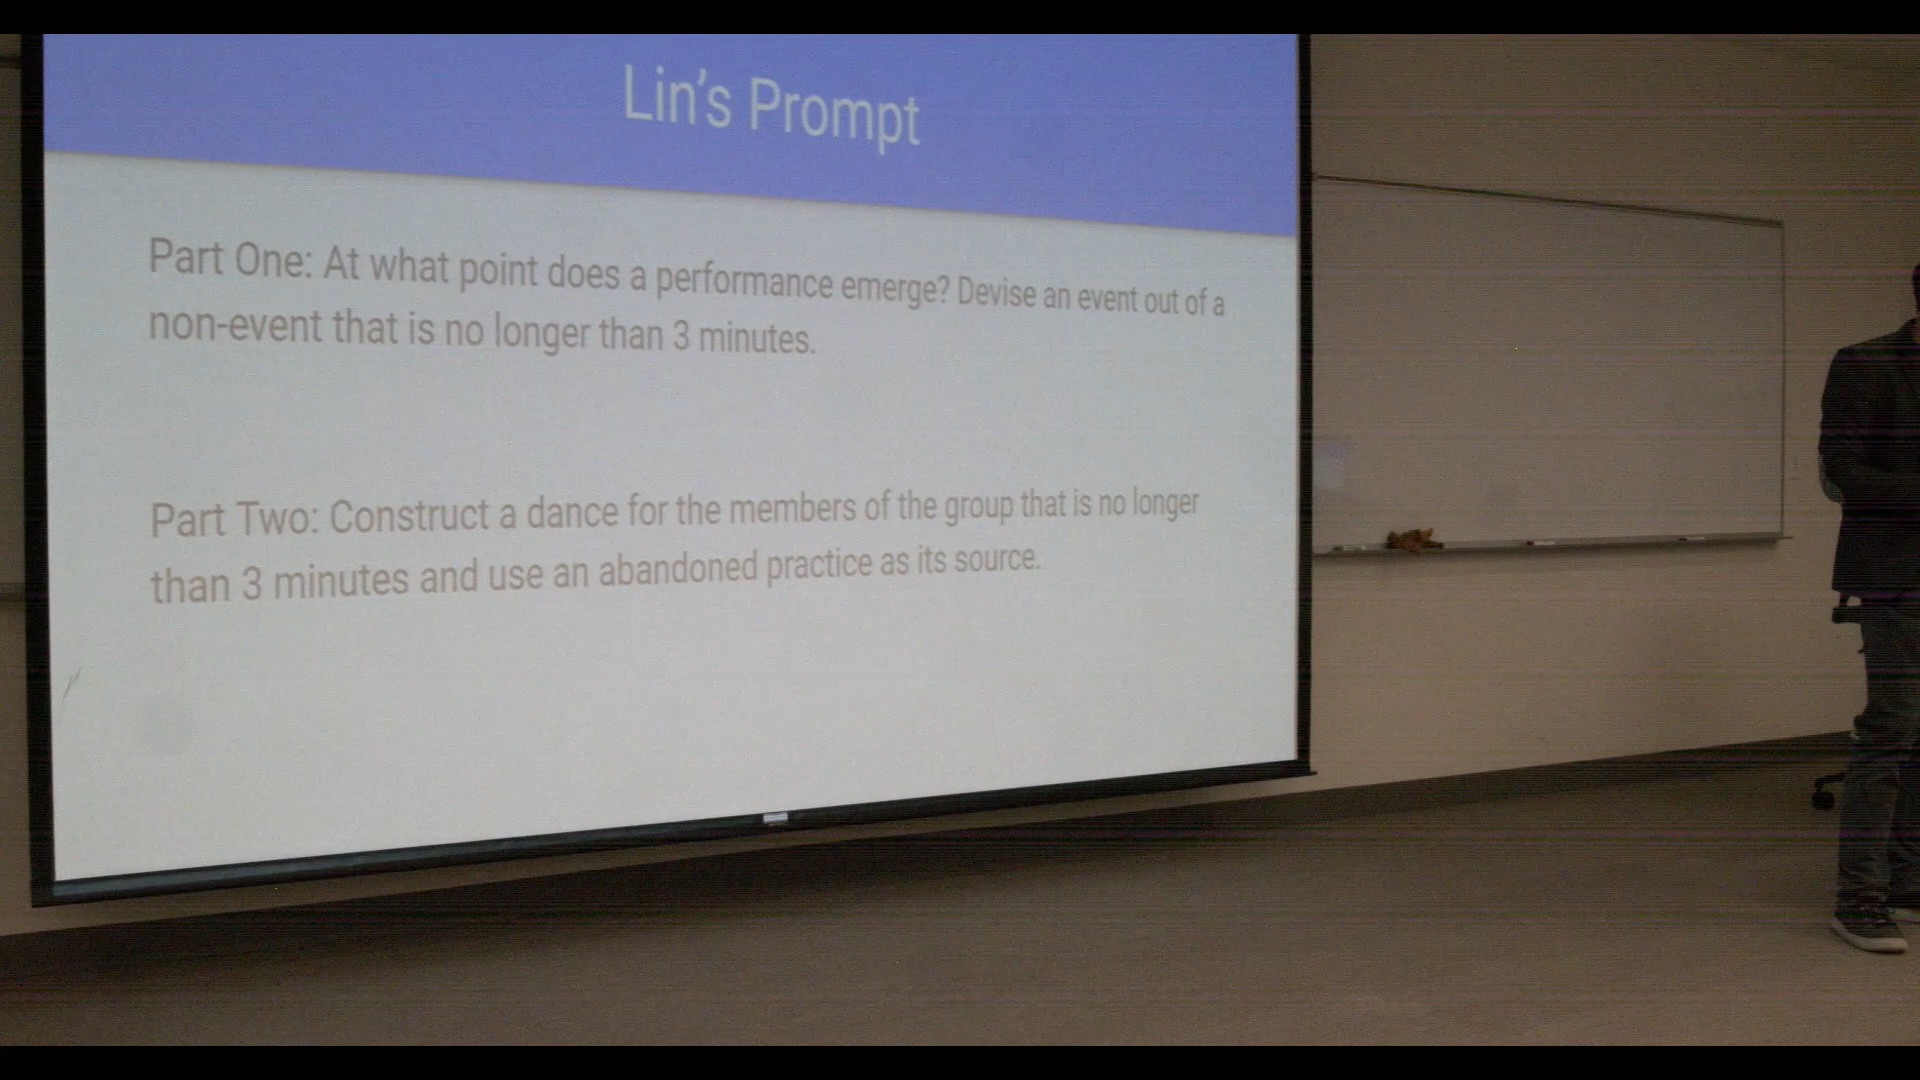 Lin's Prompt
Part One: At what point does a performance emerge? Devise an event out of a
non-event that is no longer than 3 minutes.
Part Two: Construct a dance for the members of the group that is no longer
than 3 minutes and use an abandoned practice as its source.